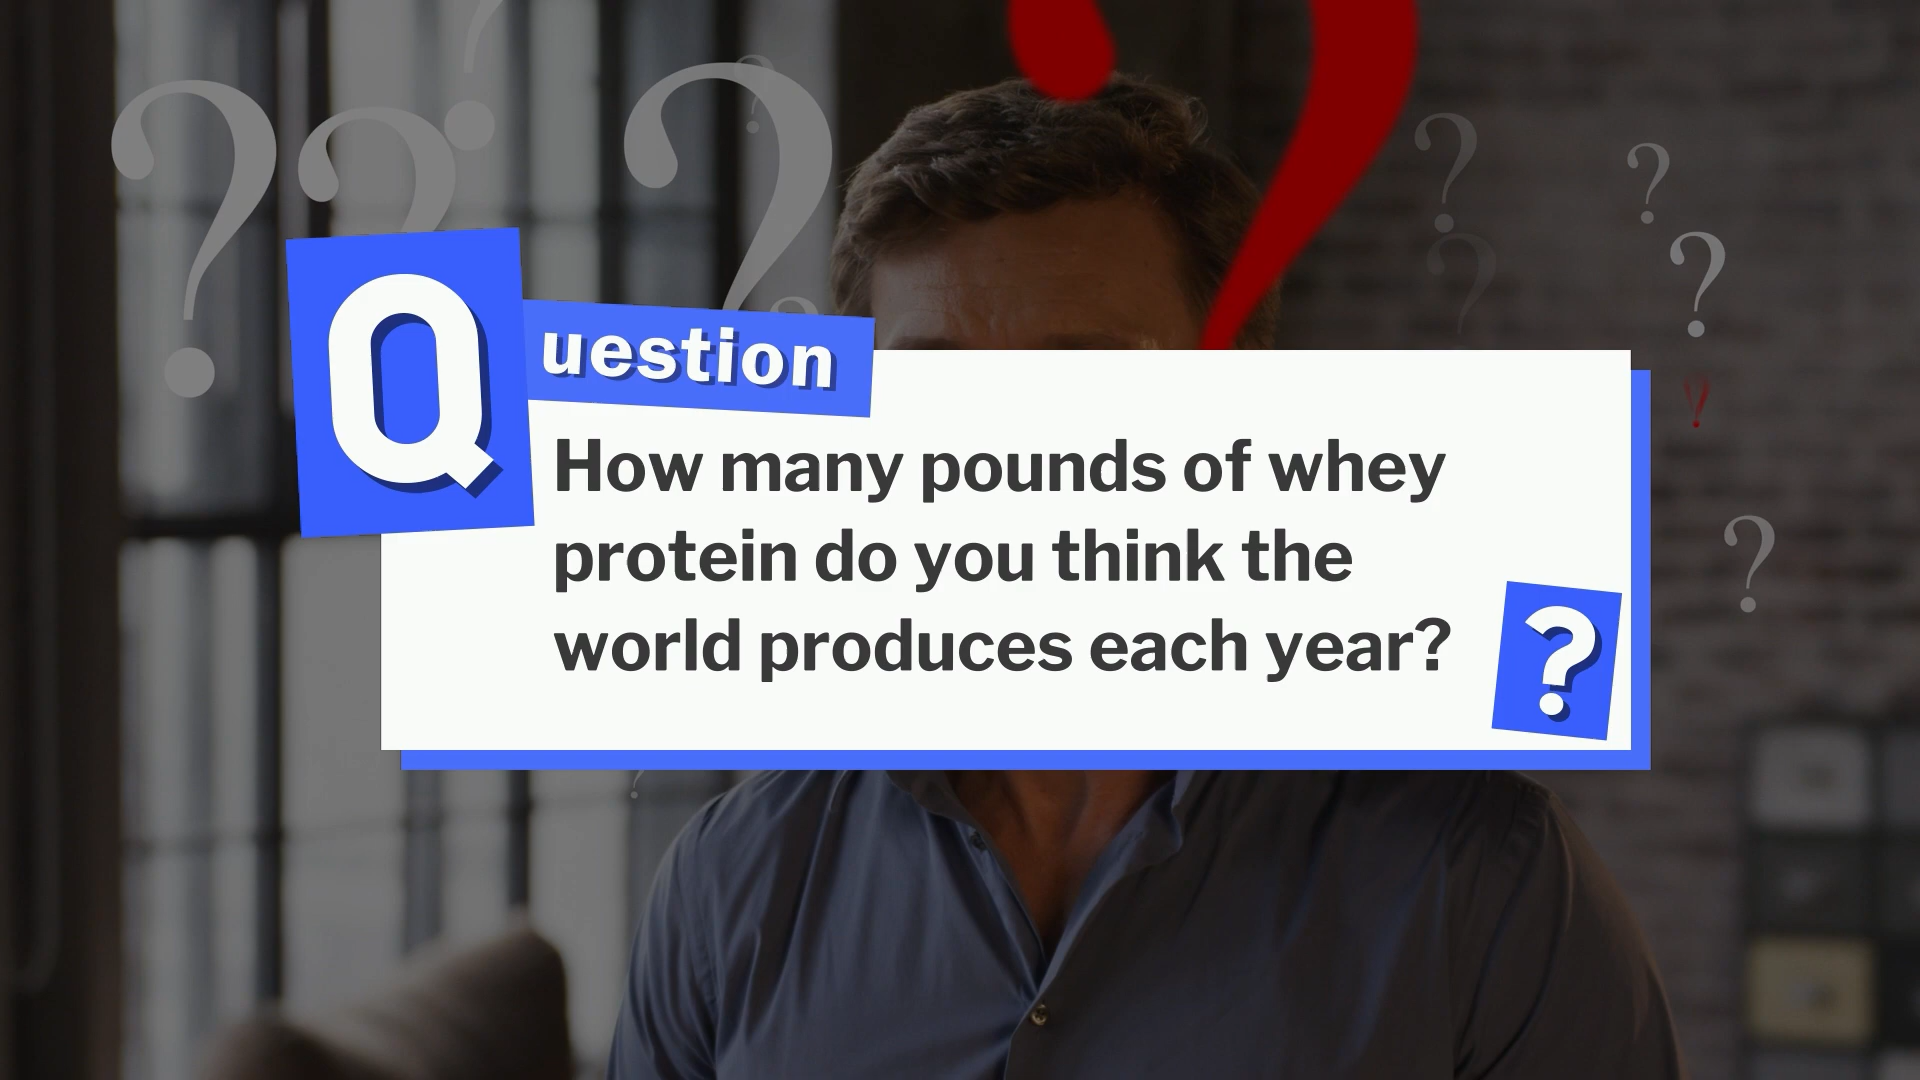 Question
How many pounds of whey
protein do you think the
world produces each year?
?